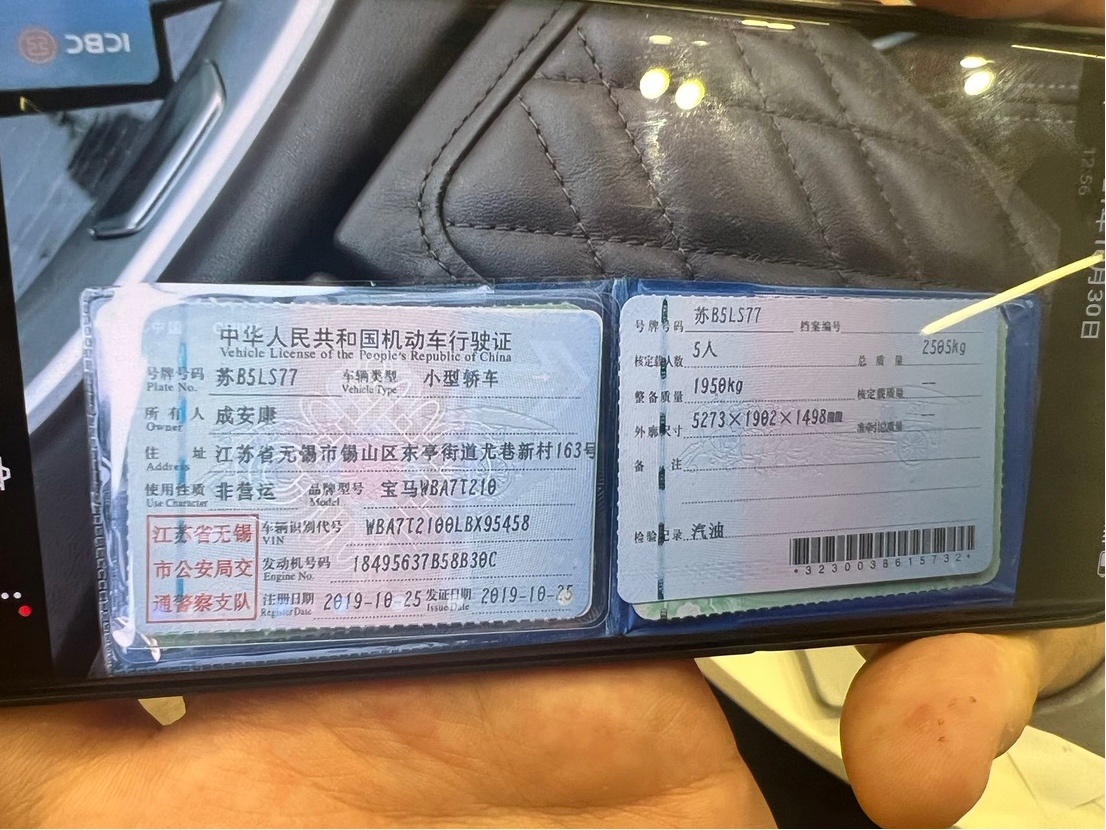 ICBC
12:56
月30日
中华人民共和国机动车行驶证
Vehicle License of the People's Republic of China
号牌号码 苏B5LS77 车辆类型 小型轿车
Plate No. Vehicle Type
所有人 成安康
Owner
住址 江苏省无锡市锡山区东亭街道尤巷新村163号
Address
使用性质 非营运 品牌型号 宝马WBA7T210
Use Character Model
江苏省无锡
市公安局交
通警察支队
车辆识别代号 WBA7T2100LBX95458
VIN
发动机号码 18495637B58B30C
Engine No.
注册日期 2019-10-25 发证日期 2019-10-25
Register Date Issue Date
号牌号码 苏B5LS77 档案编号
核定载人数 5人 总质量 2505kg
整备质量 1950kg 核定载质量 —
外廓尺寸 5273×1902×1498mm 准牵引总质量 —
备注
检验记录 汽油
*3230038615732*